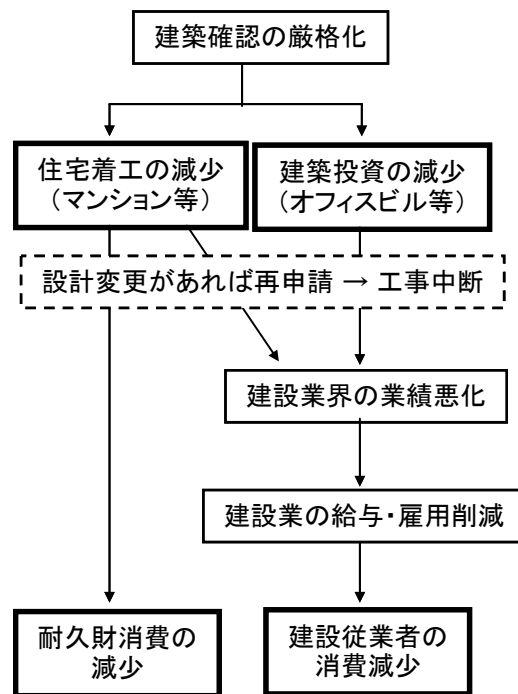 建築確認の厳格化
住宅着工の減少
（マンション等）
建築投資の減少
（オフィスビル等）
設計変更があれば再申請 → 工事中断
建設業界の業績悪化
建設業の給与・雇用削減
耐久財消費の
減少
建設従業者の
消費減少